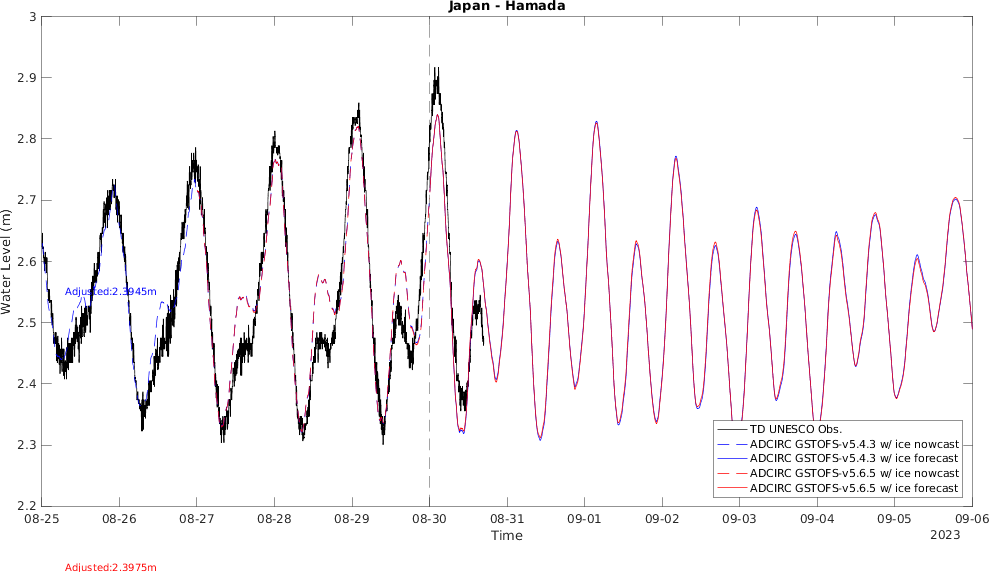 Japan - Hamada
3
2.9
2.8
2.7
2.6
2.5
2.4
2.3
2.2
Water Level (m)
Adjusted:2.3945m
TD UNESCO Obs.
ADCIRC GSTOFS-v5.4.3 w/ ice nowcast
ADCIRC GSTOFS-v5.4.3 w/ ice forecast
ADCIRC GSTOFS-v5.6.5 w/ ice nowcast
ADCIRC GSTOFS-v5.6.5 w/ ice forecast
08-25 08-26 08-27 08-28 08-29 08-30 08-31 09-01 09-02 09-03 09-04 09-05 09-06
Time
2023
Adjusted:2.3975m